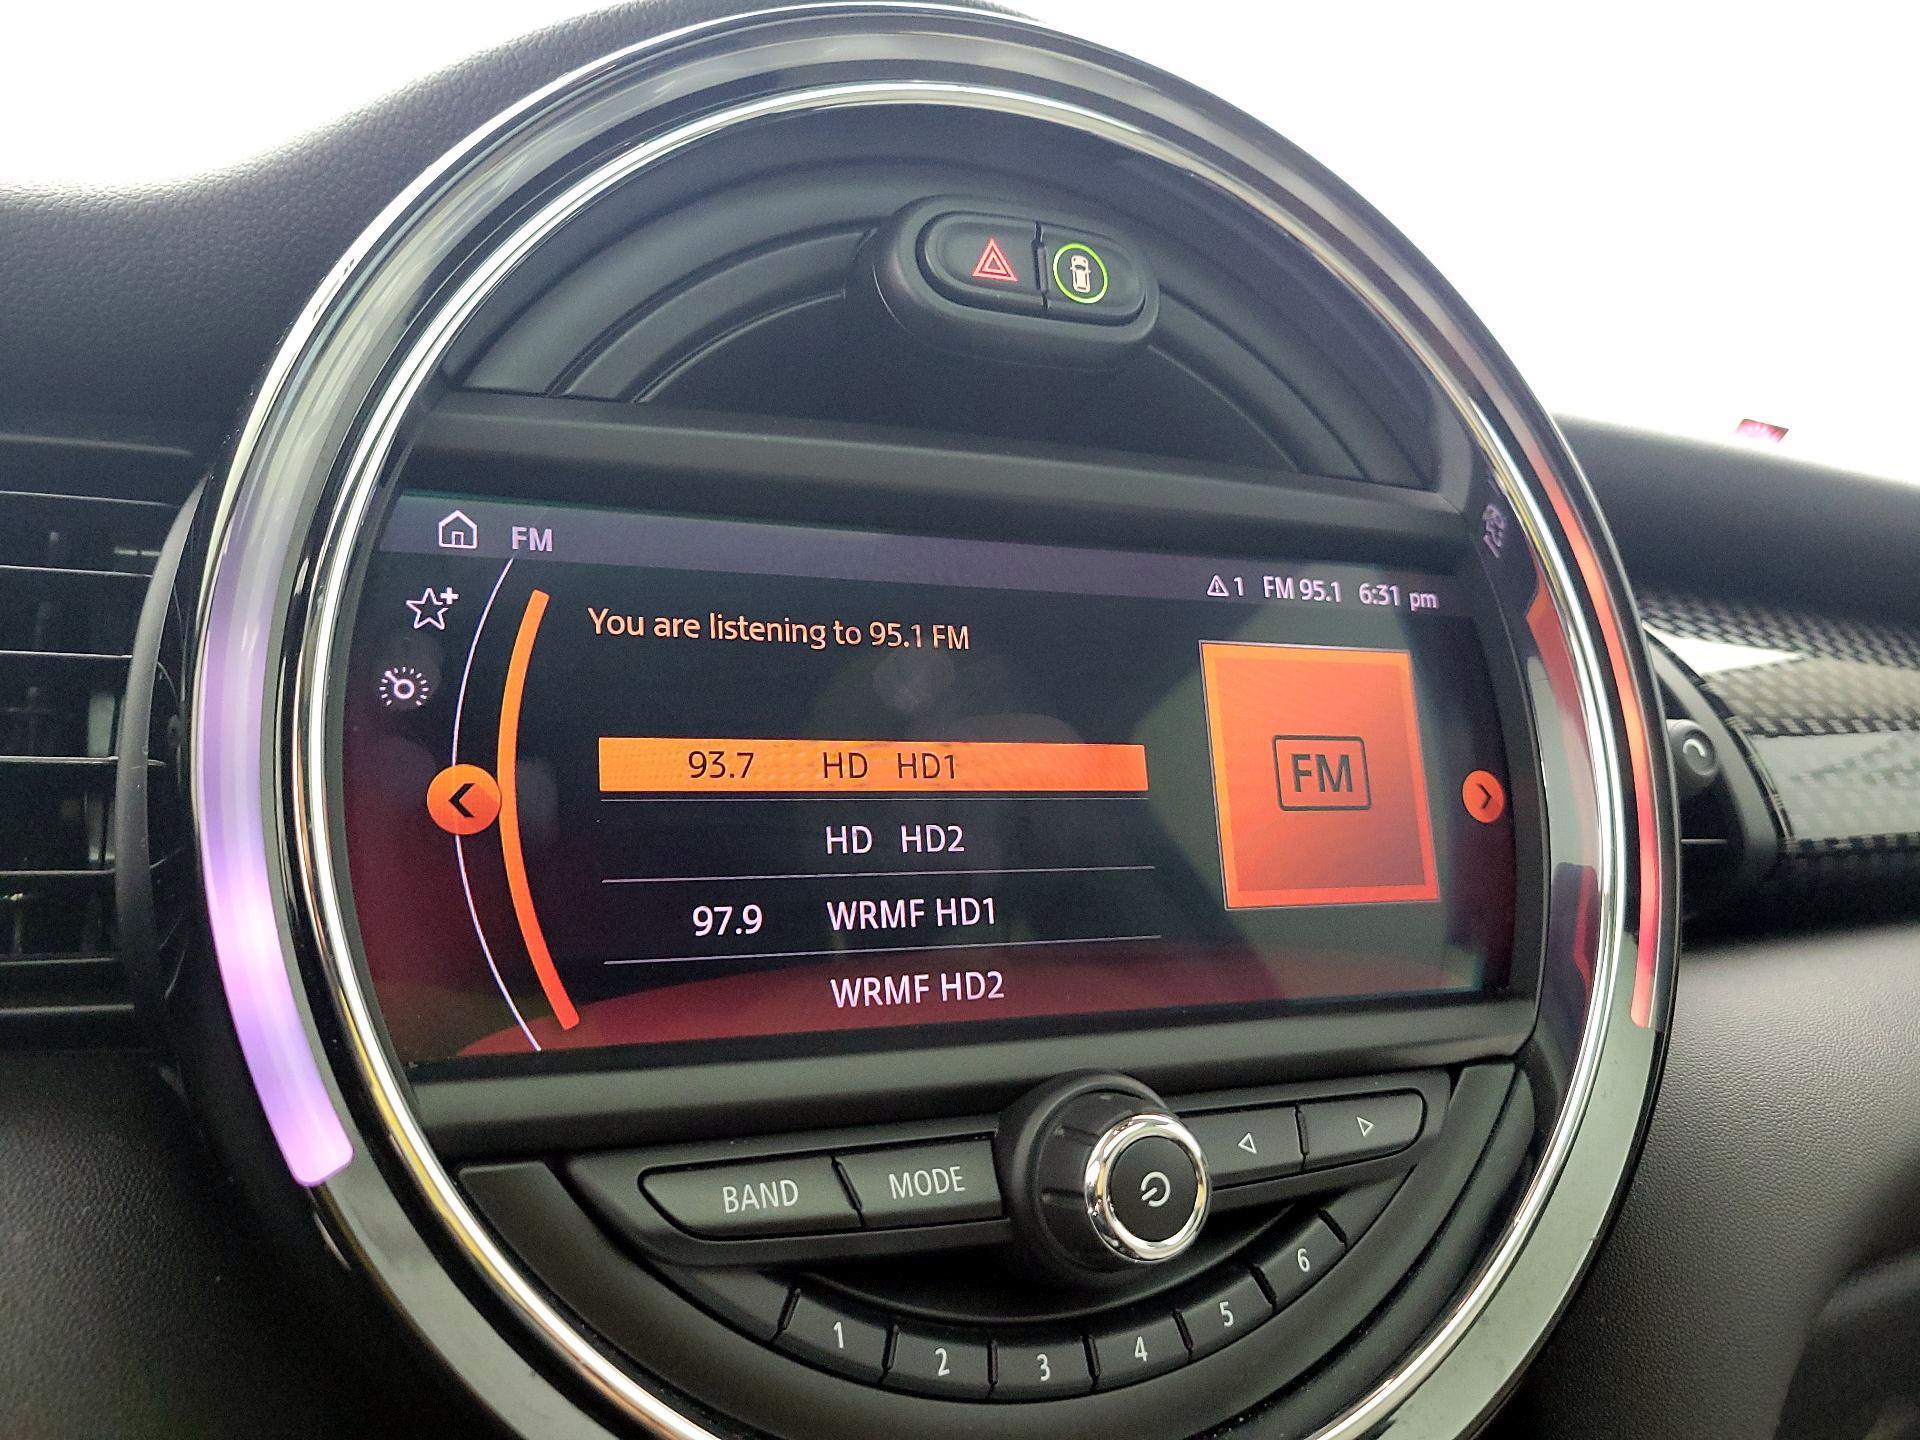 FM
1 FM 95.1 6:31 pm
You are listening to 95.1 FM
93.7 HD HD1
FM
HD HD2
97.9 WRMF HD1
WRMF HD2
BAND MODE
1 2 3 4 5 6